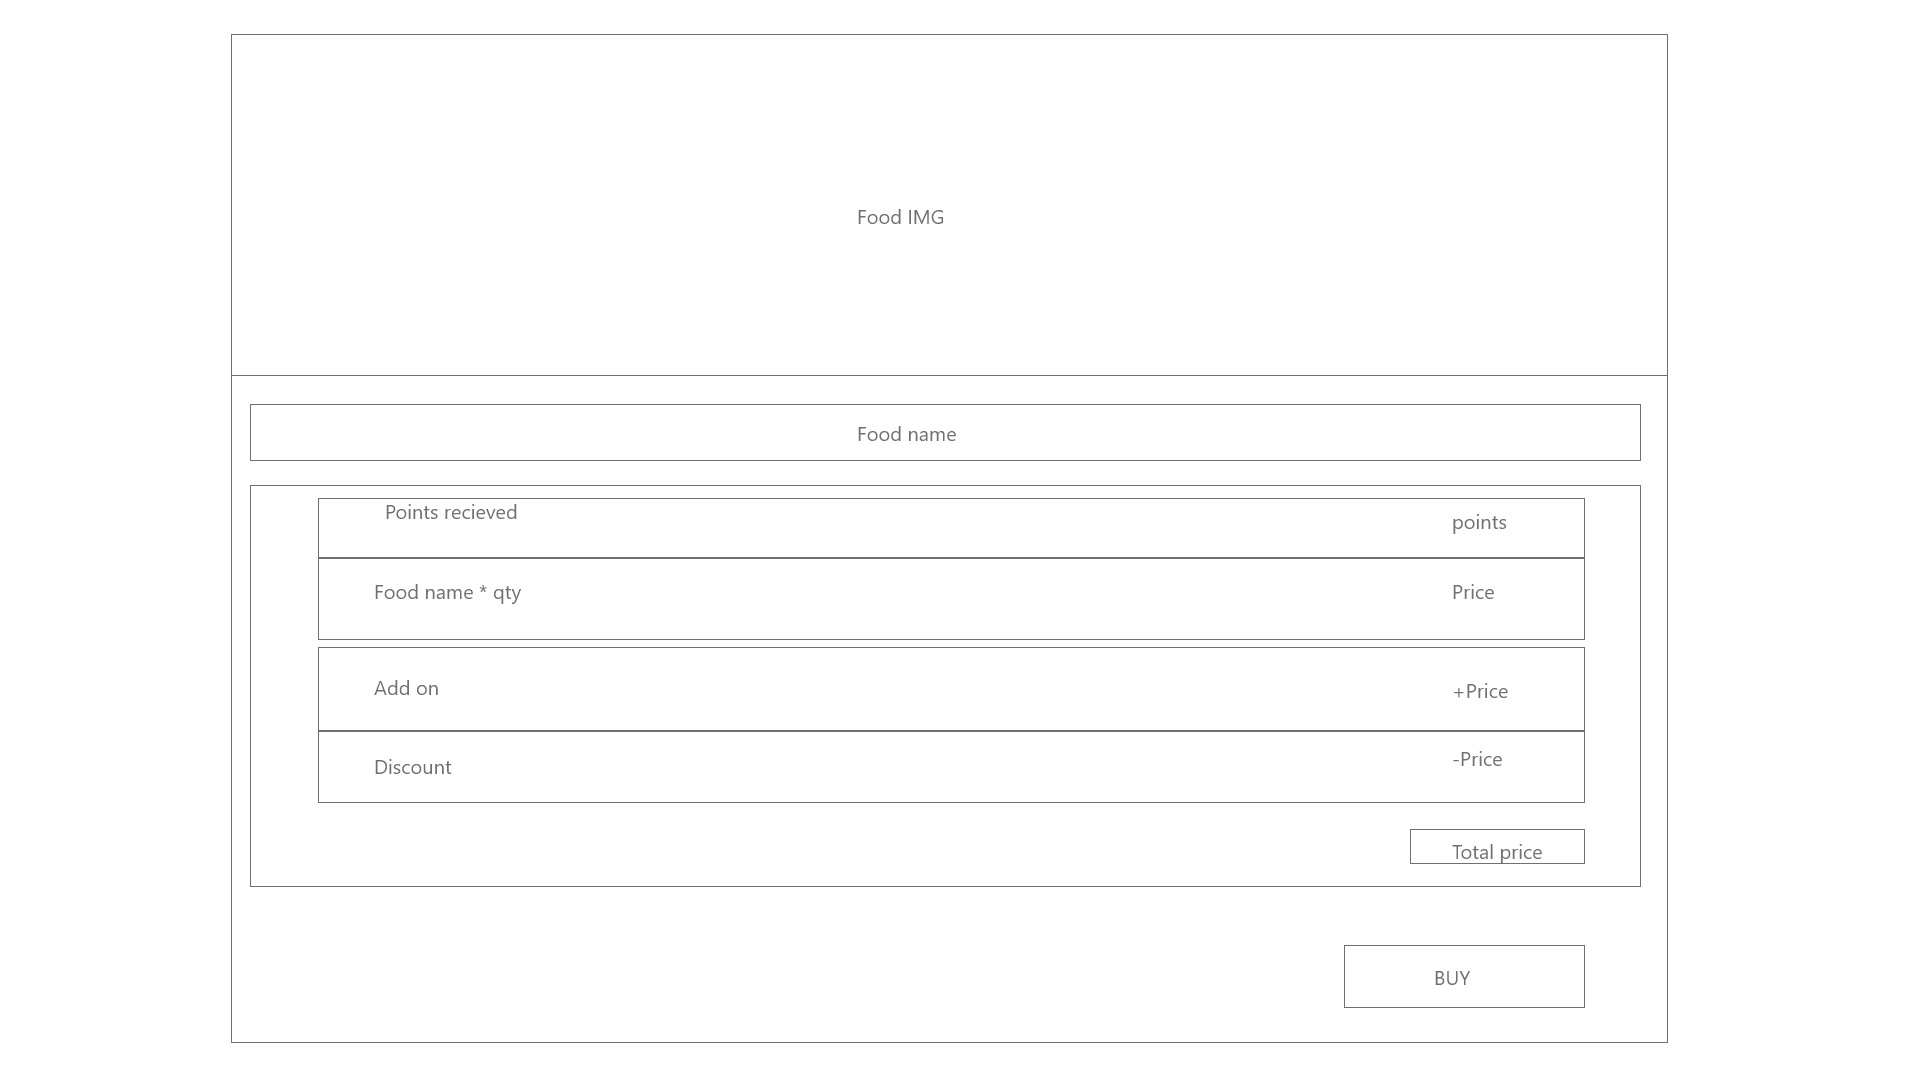 Food IMG
Food name
Points recieved
points
Food name * qty
Price
Add on
+Price
Discount
-Price
Total price
BUY